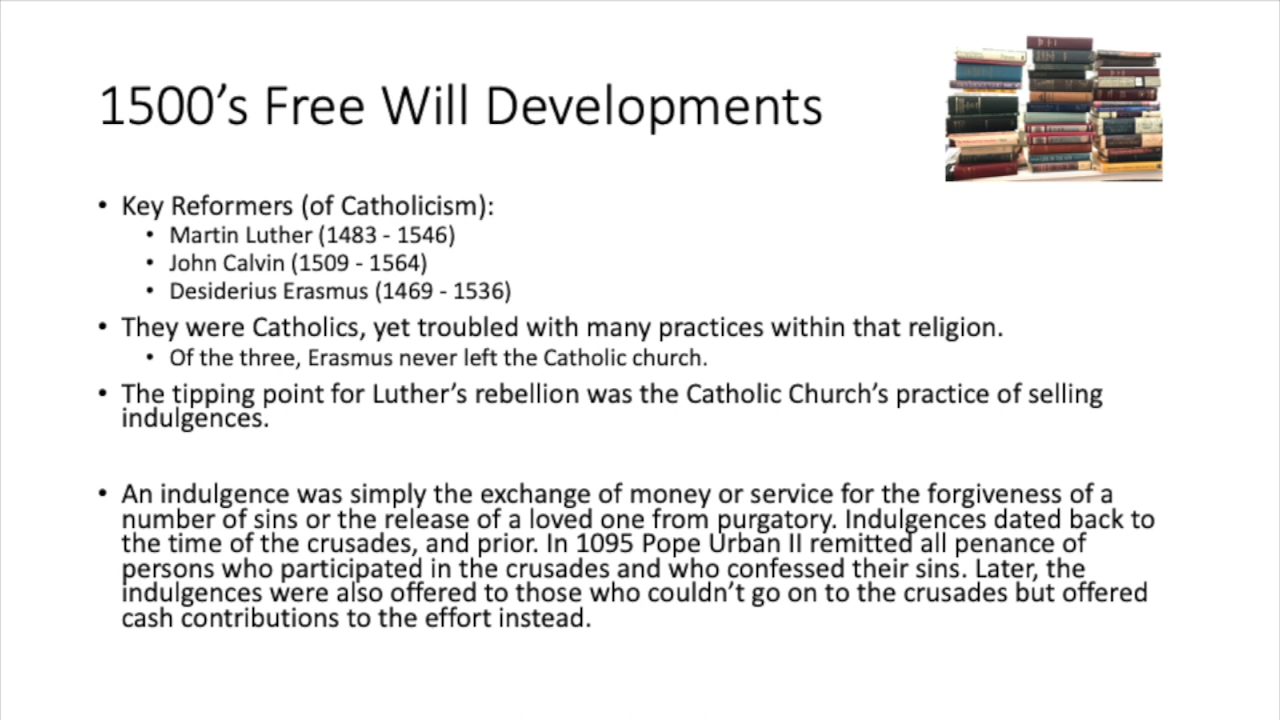 1500's Free Will Developments
• Key Reformers (of Catholicism):
• Martin Luther (1483 - 1546)
• John Calvin (1509 - 1564)
• Desiderius Erasmus (1469 - 1536)
• They were Catholics, yet troubled with many practices within that religion.
• Of the three, Erasmus never left the Catholic church.
• The tipping point for Luther's rebellion was the Catholic Church's practice of selling
indulgences.
• An indulgence was simply the exchange of money or service for the forgiveness of a
number of sins or the release of a loved one from purgatory. Indulgences dated back to
the time of the crusades, and prior. In 1095 Pope Urban II remitted all penance of
persons who participated in the crusades and who confessed their sins. Later, the
indulgences were also offered to those who couldn't go on to the crusades but offered
cash contributions to the effort instead.